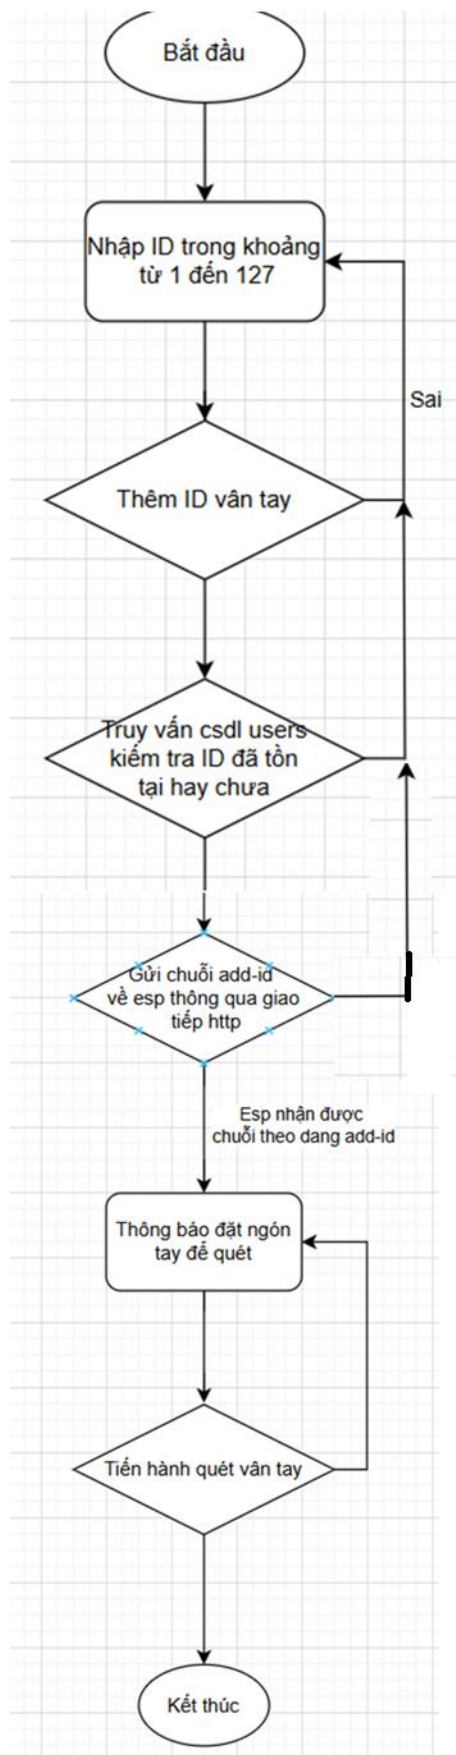 Bắt đầu
Nhập ID trong khoảng
từ 1 đến 127
Sai
Thêm ID vân tay
Truy vấn csdl users
kiểm tra ID đã tồn
tại hay chưa
Gửi chuỗi add-id
về esp thông qua giao
tiếp http
Esp nhận được
chuỗi theo dang add-id
Thông báo đặt ngón
tay để quét
Tiến hành quét vân tay
Kết thúc